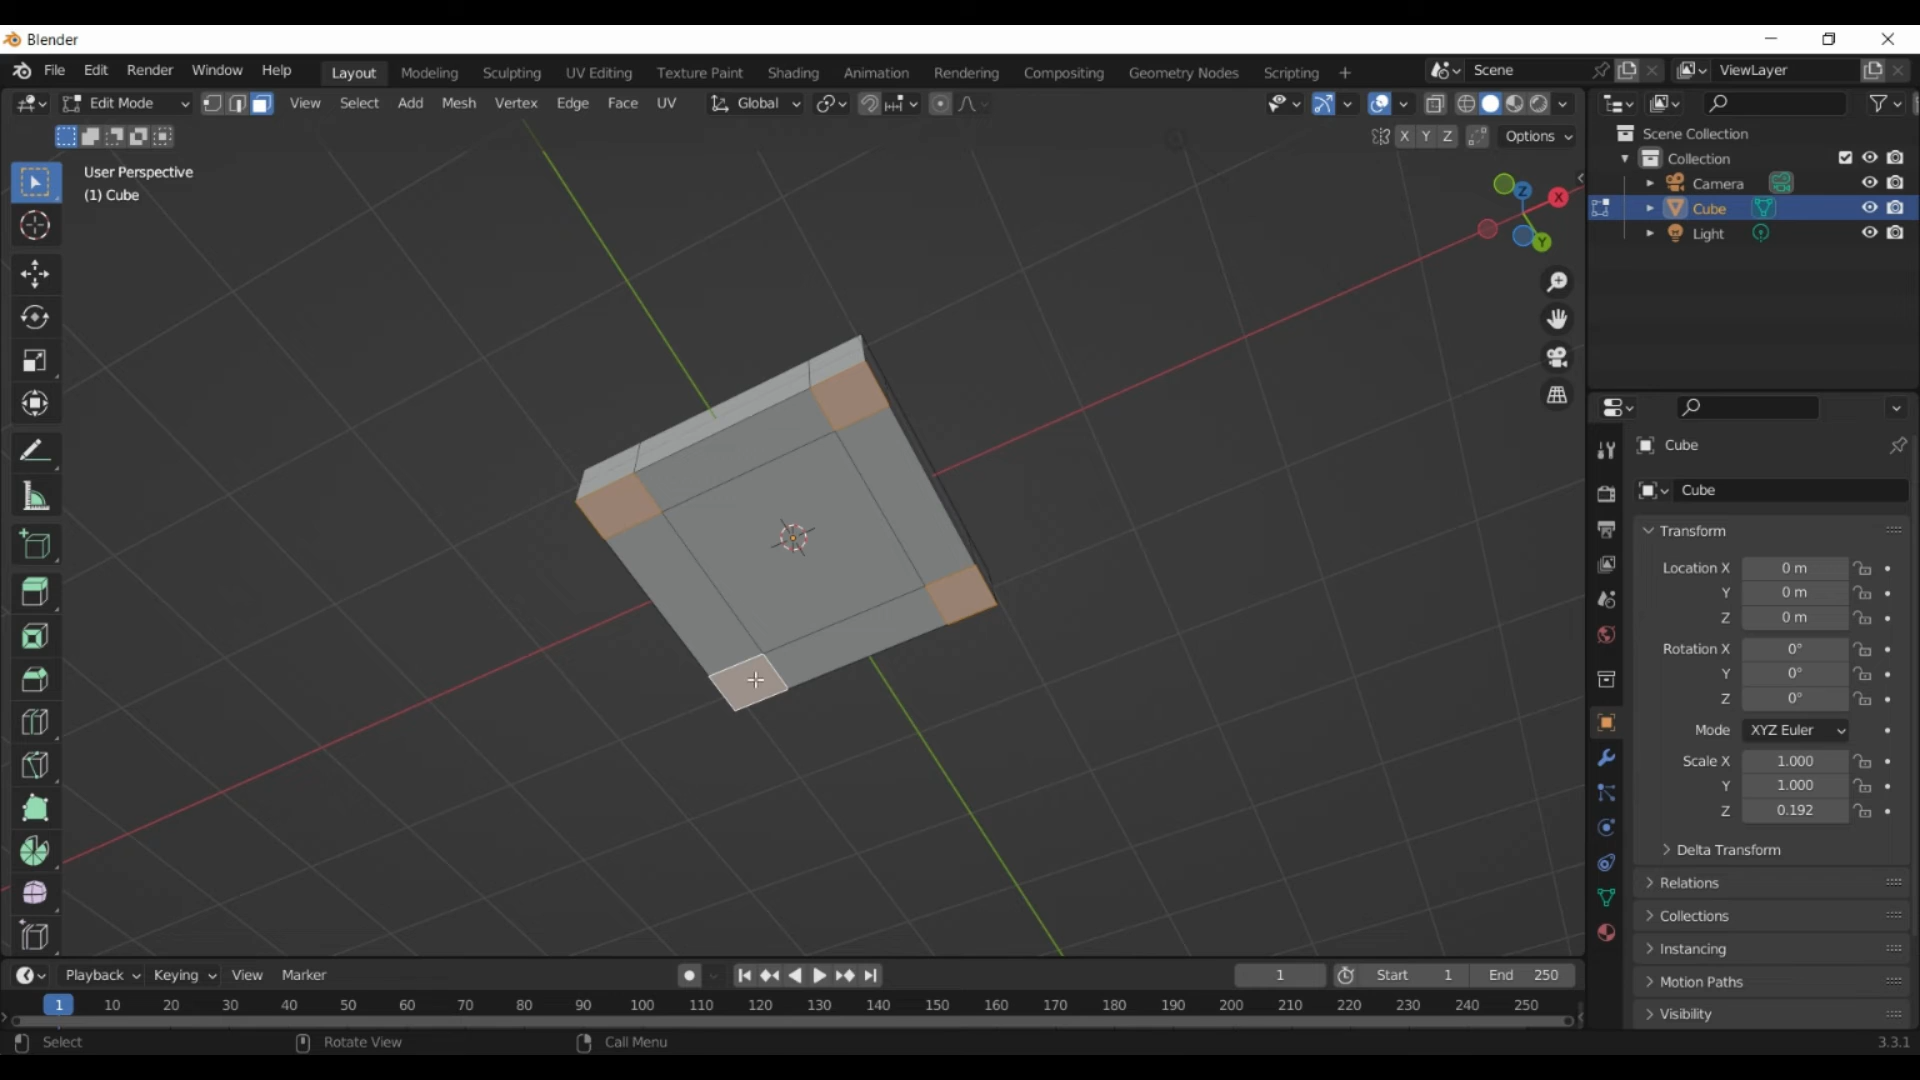 Blender
File Edit Render Window Help Layout Modeling Sculpting UV Editing Texture Paint Shading Animation Rendering Compositing Geometry Nodes Scripting + Scene ViewLayer
Edit Mode View Select Add Mesh Vertex Edge Face UV Global
X Y Z Options
User Perspective
(1) Cube
Z X Y
Scene Collection
Collection
Camera
Cube
Light
Cube
Cube
Transform
Location X 0 m
Y 0 m
Z 0 m
Rotation X 0°
Y 0°
Z 0°
Mode XYZ Euler
Scale X 1.000
Y 1.000
Z 0.192
Delta Transform
Relations
Collections
Instancing
Motion Paths
Visibility
Playback Keying View Marker 1 Start 1 End 250
1 10 20 30 40 50 60 70 80 90 100 110 120 130 140 150 160 170 180 190 200 210 220 230 240 250
Select Rotate View Call Menu 3.3.1